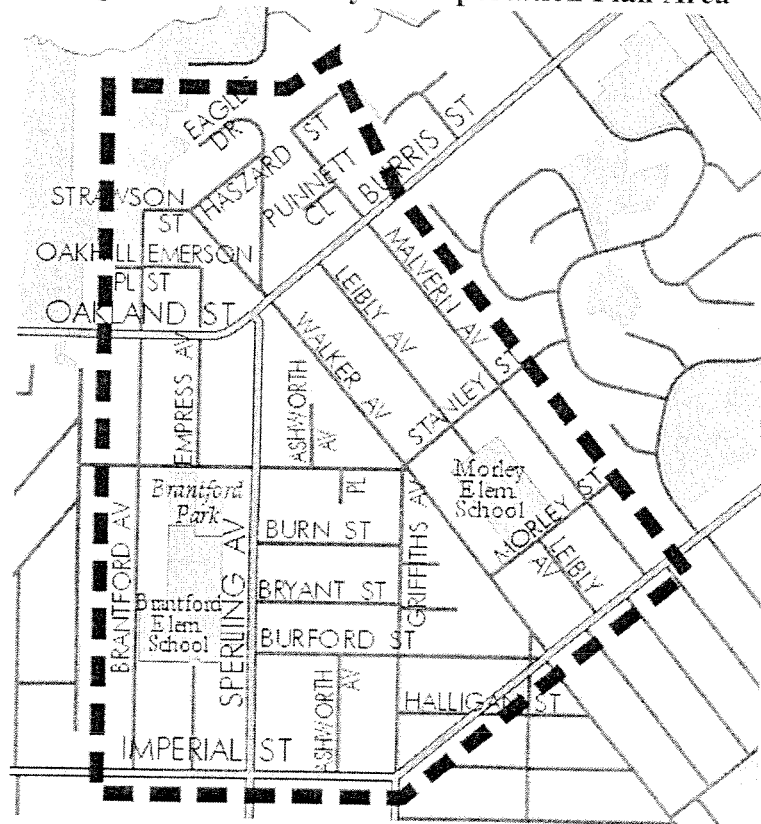 Plan Area
EAGLE
DR
HASZARD ST
PUNNETT
CL
BURRIS ST
STRAWSON
ST
OAKHILL EMERSON
PL ST
OAKLAND ST
MALVERN AV
LEIBLY AV
WALKER AV
STANLEY ST
EMPRESS AV
ASHWORTH
AV
PL
Brantford
Park
Morley
Elem
School
MORLEY ST
LEIBLY
AV
GRIFFITHS AV
BURN ST
BRYANT ST
BURFORD ST
BRANTFORD AV
Brantford
Elem
School
SPERLING AV
ASHWORTH
AV
HALLIGAN ST
IMPERIAL ST